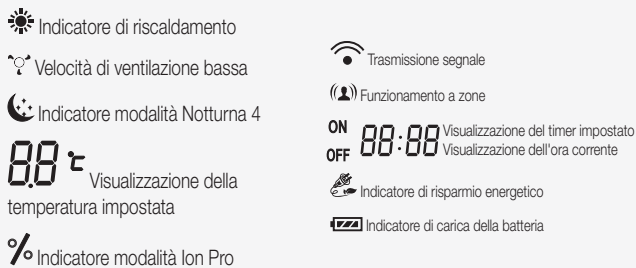 Indicatore di riscaldamento
Velocità di ventilazione bassa
Indicatore modalità Notturna 4
88 °c Visualizzazione della
temperatura impostata
% Indicatore modalità Ion Pro
Trasmissione segnale
Funzionamento a zone
ON 88:88 Visualizzazione del timer impostato
OFF Visualizzazione dell'ora corrente
Indicatore di risparmio energetico
Indicatore di carica della batteria